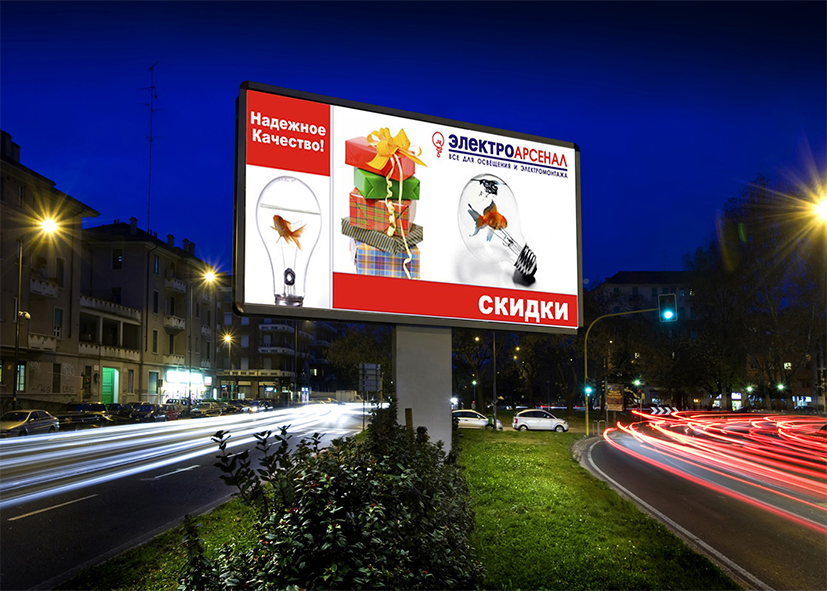 Надежное
Качество!
ЭЛЕКТРОАРСЕНАЛ
ВСЕ ДЛЯ ОСВЕЩЕНИЯ И ЭЛЕКТРОМОНТАЖА
СКИДКИ